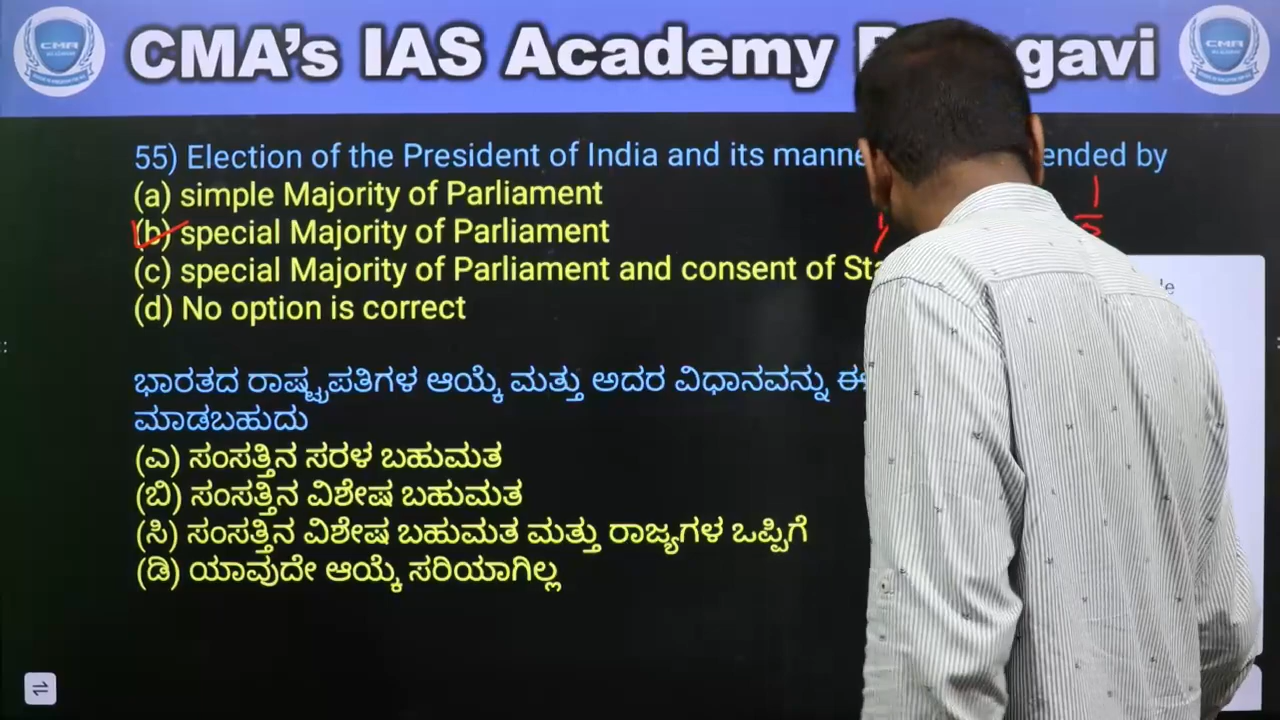 CMA's IAS Academy gavi
CMA
CMA
55) Election of the President of India and its ended by
(a) simple Majority of Parliament
(b) special Majority of Parliament
(c) special Majority of Parliament and consent of
(d) No option is correct
ಭಾರತದ ರಾಷ್ಟ್ರಪತಿಗಳ ಆಯ್ಕೆ ಮತ್ತು ಅದರ ವಿಧಾನವನ್ನು
ಮಾಡಬಹುದು
(ಎ) ಸಂಸತ್ತಿನ ಸರಳ ಬಹುಮತ
(ಬಿ) ಸಂಸತ್ತಿನ ವಿಶೇಷ ಬಹುಮತ
(ಸಿ) ಸಂಸತ್ತಿನ ವಿಶೇಷ ಬಹುಮತ ಮತ್ತು ರಾಜ್ಯಗಳ ಒಪ್ಪಿಗೆ
(ಡಿ) ಯಾವುದೇ ಆಯ್ಕೆ ಸರಿಯಾಗಿಲ್ಲ